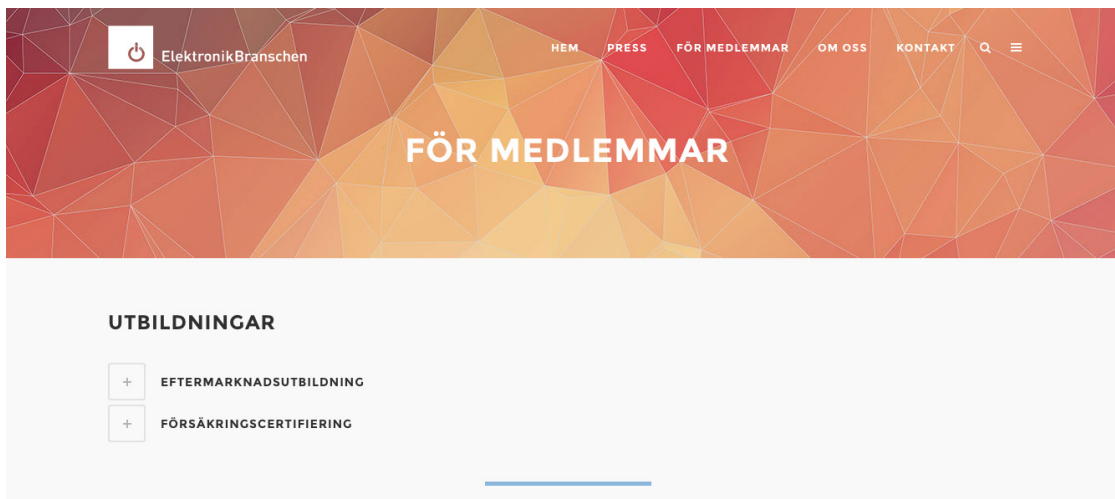 ElektronikBranschen
HEM PRESS FÖR MEDLEMMAR OM OSS KONTAKT
FÖR MEDLEMMAR
UTBILDNINGAR
+ EFTERMARKNADSUTBILDNING
+ FÖRSÄKRINGSCERTIFIERING